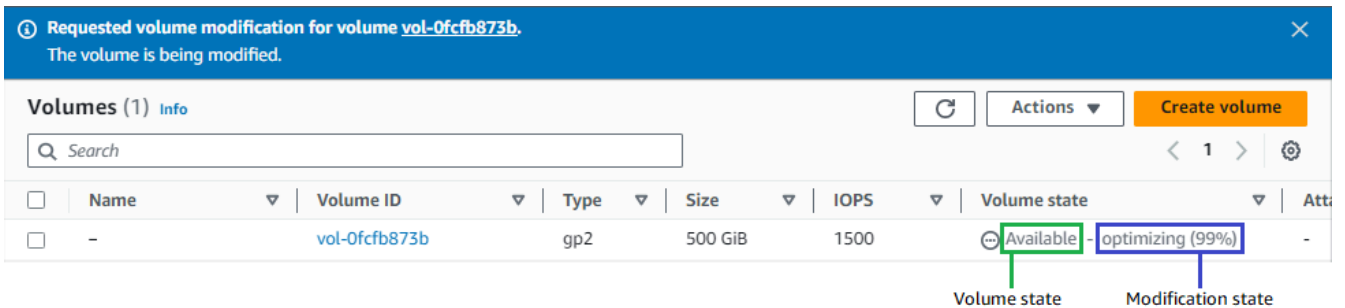 Requested volume modification for volume vol-0fcfb873b.
The volume is being modified.
Volumes (1) Info
Actions
Create volume
Search
1
Name Volume ID Type Size IOPS Volume state Atta
– vol-0fcfb873b gp2 500 GiB 1500 Available - optimizing (99%) -
Volume state Modification state